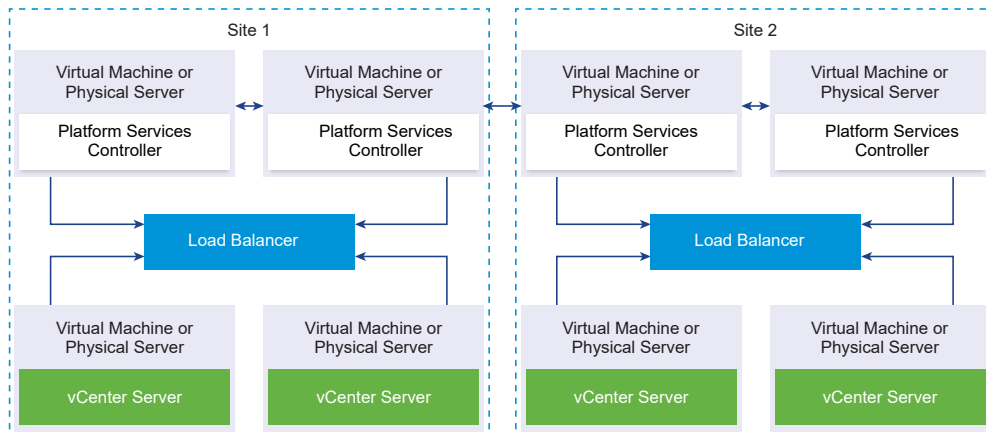 Site 1
Virtual Machine or
Physical Server
Platform Services
Controller
Virtual Machine or
Physical Server
Platform Services
Controller
Load Balancer
Virtual Machine or
Physical Server
vCenter Server
Virtual Machine or
Physical Server
vCenter Server
Site 2
Virtual Machine or
Physical Server
Platform Services
Controller
Virtual Machine or
Physical Server
Platform Services
Controller
Load Balancer
Virtual Machine or
Physical Server
vCenter Server
Virtual Machine or
Physical Server
vCenter Server